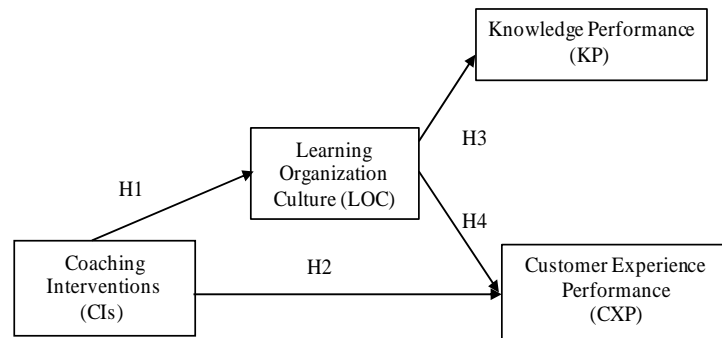 Knowledge Performance
(KP)
H3
Learning
Organization
Culture (LOC)
H1
H4
Coaching
Interventions
(CIs)
H2
Customer Experience
Performance
(CXP)